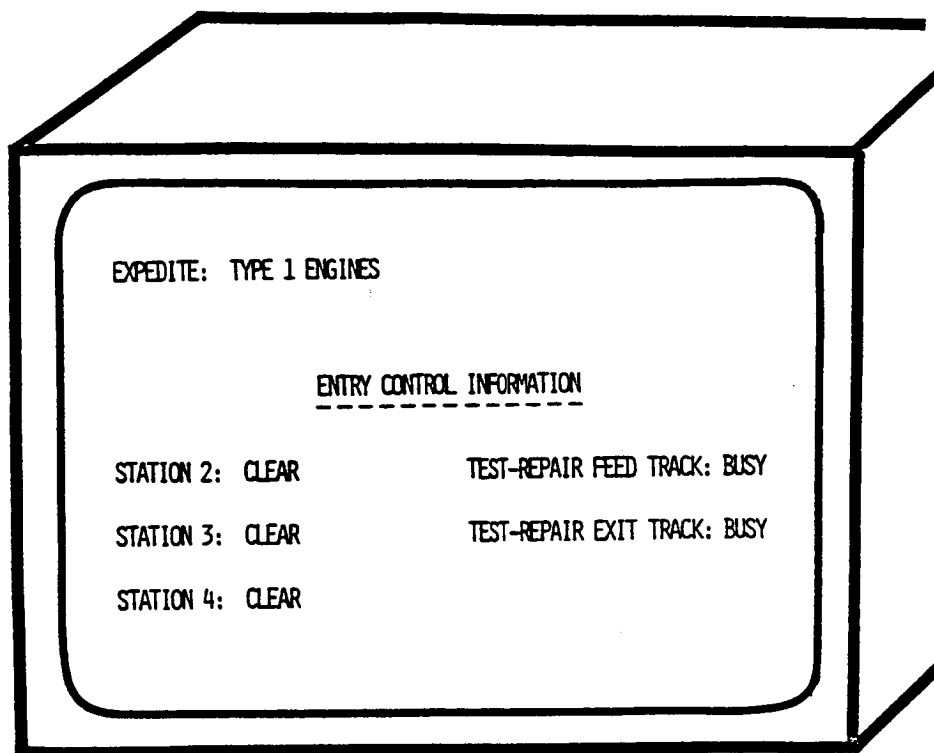 EXPEDITE: TYPE 1 ENGINES
ENTRY CONTROL INFORMATION
STATION 2: CLEAR TEST-REPAIR FEED TRACK: BUSY
STATION 3: CLEAR TEST-REPAIR EXIT TRACK: BUSY
STATION 4: CLEAR